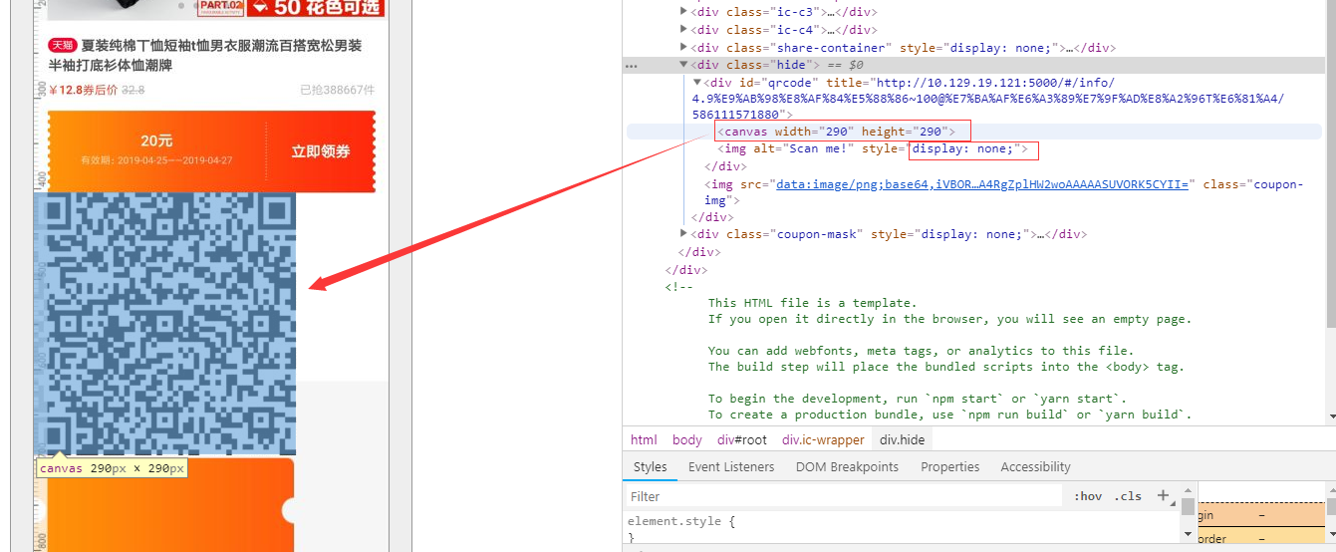 PART.02
50 花色可选
天猫 夏装纯棉丅恤短袖t恤男衣服潮流百搭宽松男装
半袖打底衫体恤潮牌
￥12.8券后价 32.8 已抢388667件
20元
有效期：2019-04-25——2019-04-27
立即领券
300
400
800
canvas 290px × 290px
<div class="ic-c3">…</div>
<div class="ic-c4">…</div>
<div class="share-container" style="display: none;">…</div>
… <div class="hide"> == $0
<div id="qrcode" title="http://10.129.19.121:5000/#/info/
4.9%E9%AB%98%E8%AF%84%E5%88%86~100@%E7%BA%AF%E6%A3%89%E7%9F%AD%E8%A2%96T%E6%81%A4/
586111571880">
<canvas width="290" height="290">
<img alt="Scan me!" style="display: none;">
</div>
<img src="data:image/png;base64,iVBOR…A4RgZplHW2woAAAAASUVORK5CYII=" class="coupon-
img">
</div>
<div class="coupon-mask" style="display: none;">…</div>
</div>
</div>
<!--
This HTML file is a template.
If you open it directly in the browser, you will see an empty page.
You can add webfonts, meta tags, or analytics to this file.
The build step will place the bundled scripts into the <body> tag.
To begin the development, run `npm start` or `yarn start`.
To create a production bundle, use `npm run build` or `yarn build`.
html body div#root div.ic-wrapper div.hide
Styles Event Listeners DOM Breakpoints Properties Accessibility
Filter :hov .cls +
element.style {
}
gin –
order –